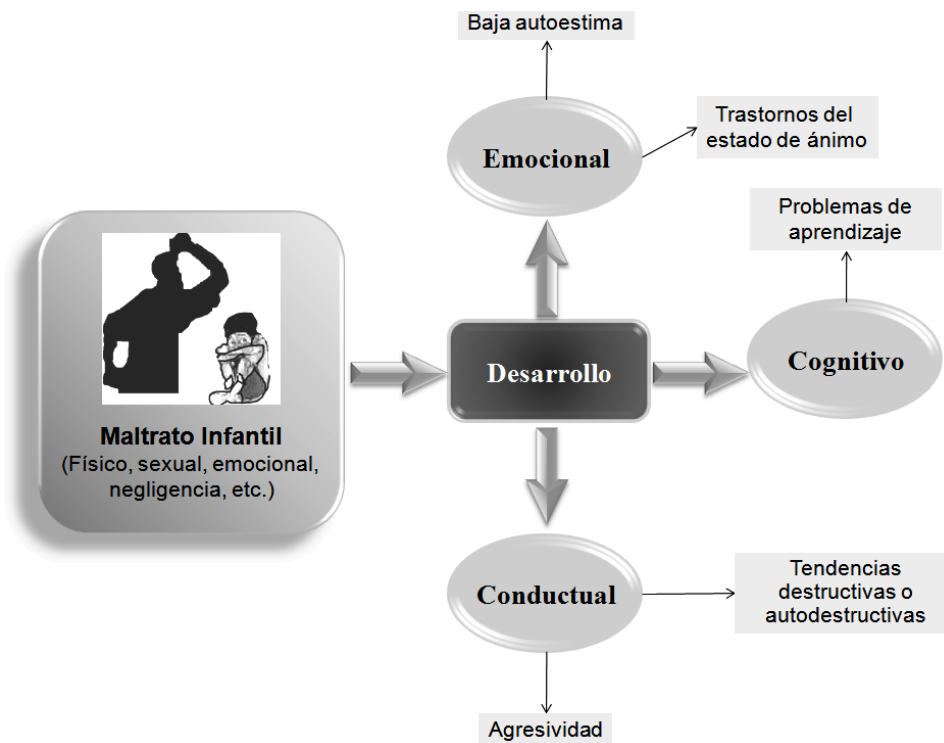 Baja autoestima
Emocional
Trastornos del
estado de ánimo
Problemas de
aprendizaje
Maltrato Infantil
(Físico, sexual, emocional,
negligencia, etc.)
Desarrollo
Cognitivo
Conductual
Tendencias
destructivas o
autodestructivas
Agresividad